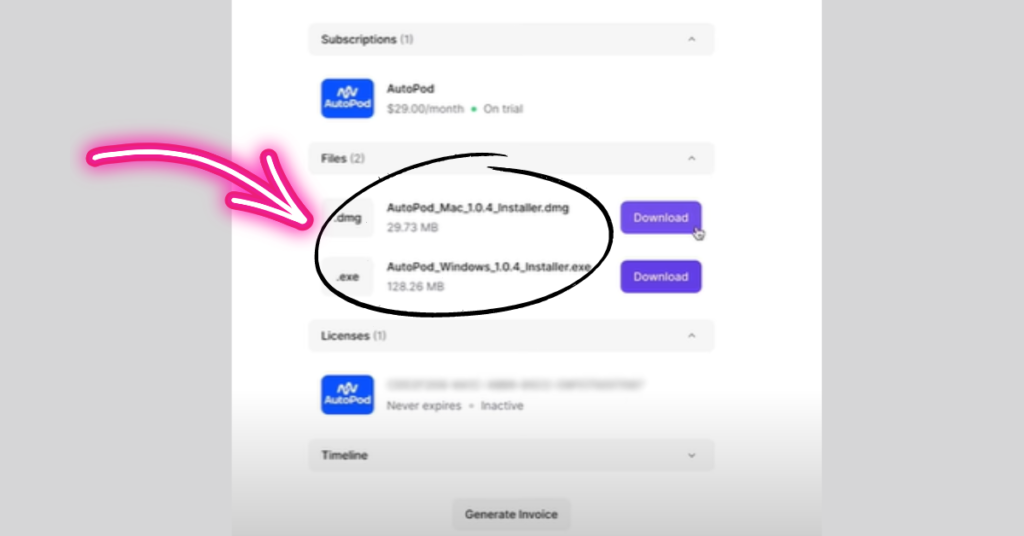 Subscriptions (1)
AutoPod
AutoPod
$29.00/month • On trial
Files (2)
.dmg
AutoPod_Mac_1.0.4_Installer.dmg
29.73 MB
Download
.exe
AutoPod_Windows_1.0.4_Installer.exe
128.26 MB
Download
Licenses (1)
AutoPod
Never expires • Inactive
Timeline
Generate Invoice